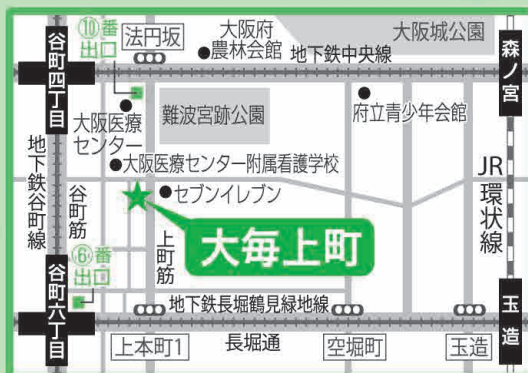 ⑩番
出口
法円坂
大阪府
農林会館
地下鉄中央線
大阪城公園
森ノ宮
谷町四丁目
大阪医療
センター
難波宮跡公園
府立青少年会館
大阪医療センター附属看護学校
セブンイレブン
JR環状線
地下鉄谷町線
谷町筋
上町筋
大毎上町
⑥番
出口
谷町六丁目
地下鉄長堀鶴見緑地線
玉造
上本町1
長堀通
空堀町
玉造